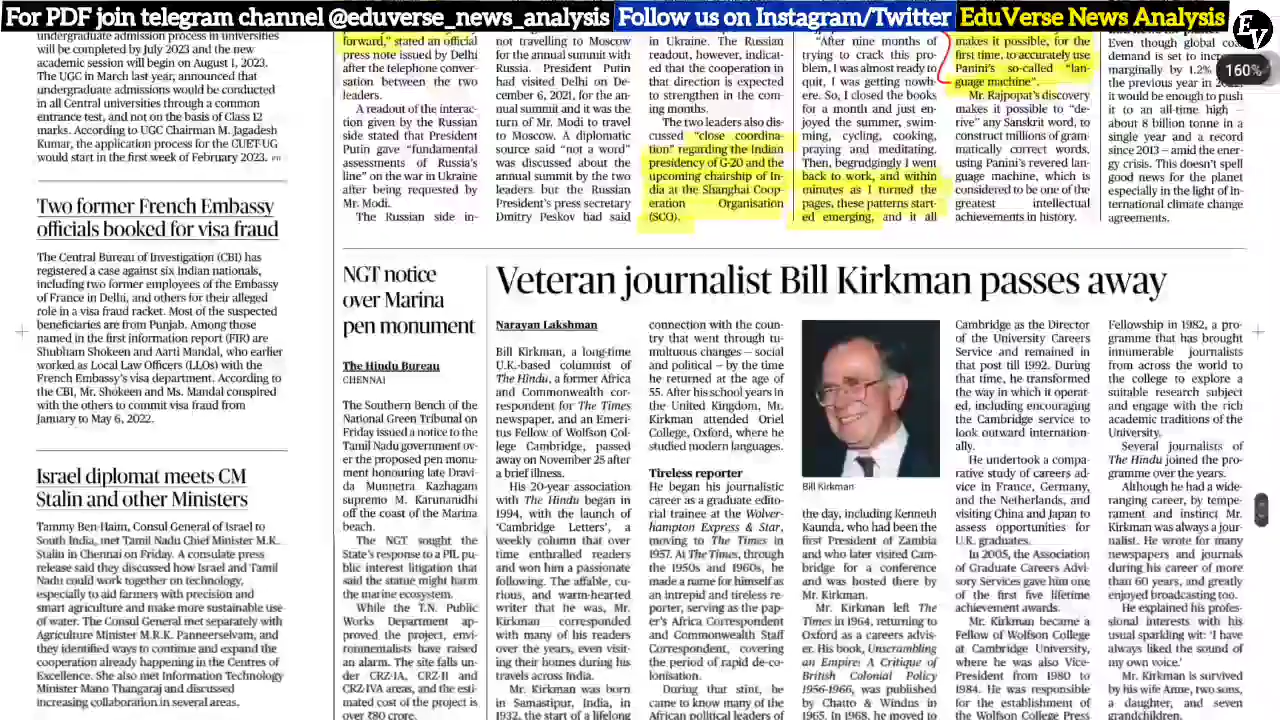 For PDF join telegram channel @eduverse_news_analysis
Follow us on Instagram/Twitter
EduVerse News Analysis
EV
160%
undergraduate admission process in universities
will be completed by July 2023 and the new
academic session will begin on August 1, 2023.
The UGC in March last year, announced that
undergraduate admissions would be conducted
in all Central universities through a common
entrance test, and not on the basis of Class 12
marks. According to UGC Chairman M. Jagadesh
Kumar, the application process for the CUET-UG
would start in the first week of February 2023.
Two former French Embassy
officials booked for visa fraud
The Central Bureau of Investigation (CBI) has
registered a case against six Indian nationals,
including two former employees of the Embassy
of France in Delhi, and others for their alleged
role in a visa fraud racket. Most of the suspected
beneficiaries are from Punjab. Among those
named in the first information report (FIR) are
Shubham Shokeen and Aarti Mandal, who earlier
worked as Local Law Officers (LLOs) with the
French Embassy's visa department. According to
the CBI, Mr. Shokeen and Ms. Mandal conspired
with the others to commit visa fraud from
January to May 6, 2022.
Israel diplomat meets CM
Stalin and other Ministers
Tammy Ben-Haim, Consul General of Israel to
South India, met Tamil Nadu Chief Minister M.K.
Stalin in Chennai on Friday. A consulate press
release said they discussed how Israel and Tamil
Nadu could work together on technology,
especially to aid farmers with precision and
smart agriculture and make more sustainable use
of water. The Consul General met separately with
Agriculture Minister M.R.K. Panneerselvam, and
they identified ways to continue and expand the
cooperation already happening in the Centres of
Excellence. She also met Information Technology
Minister Mano Thangaraj and discussed
increasing collaboration in several areas.
forward," stated an official
press note issued by Delhi
after the telephone conver-
sation between the two
leaders.
A readout of the interac-
tion given by the Russian
side stated that President
Putin gave "fundamental
assessments of Russia's
line" on the war in Ukraine
after being requested by
Mr. Modi.
The Russian side in-
not travelling to Moscow
for the annual summit with
Russia. President Putin
had visited Delhi on De-
cember 6, 2021, for the an-
nual summit and it was the
turn of Mr. Modi to travel
to Moscow. A diplomatic
source said "not a word"
was discussed about the
annual summit by the two
leaders but the Russian
President's press secretary
Dmitry Peskov had said
in Ukraine. The Russian
readout, however, indicat-
ed that the cooperation in
that direction is expected
to strengthen in the com-
ing months.
The two leaders also dis-
cussed "close coordina-
tion" regarding the Indian
presidency of G-20 and the
upcoming chairship of In-
dia at the Shanghai Coop-
eration Organisation
(SCO).
"After nine months of
trying to crack this pro-
blem, I was almost ready to
quit, I was getting nowh-
ere. So, I closed the books
for a month and just en-
joyed the summer, swim-
ming, cycling, cooking,
praying and meditating.
Then, begrudgingly I went
back to work, and within
minutes as I turned the
pages, these patterns start-
ed emerging, and it all
makes it possible, for the
first time, to accurately use
Panini's so-called "lan-
guage machine".
Mr. Rajpopat's discovery
makes it possible to "de-
rive" any Sanskrit word, to
construct millions of gram-
matically correct words,
using Panini's revered lan-
guage machine, which is
considered to be one of the
greatest intellectual
achievements in history.
Even though global coal
demand is set to increase
marginally by 1.2%
the previous year in
it would be enough to push
it to an all-time high –
about 8 billion tonne in a
single year and a record
since 2013 – amid the ener-
gy crisis. This doesn't spell
good news for the planet
especially in the light of in-
ternational climate change
agreements.
NGT notice
over Marina
pen monument
The Hindu Bureau
CHENNAI
The Southern Bench of the
National Green Tribunal on
Friday issued a notice to the
Tamil Nadu government ov-
er the proposed pen monu-
ment honouring late Dravi-
da Munnetra Kazhagam
supremo M. Karunanidhi
off the coast of the Marina
beach.
The NGT sought the
State's response to a PIL pu-
blic interest litigation that
said the statue might harm
the marine ecosystem.
While the T.N. Public
Works Department ap-
proved the project, envi-
ronmentalists have raised
an alarm. The site falls un-
der CRZ-IA, CRZ-II and
CRZ-IVA areas, and the esti-
mated cost of the project is
over ₹80 crore.
Veteran journalist Bill Kirkman passes away
Narayan Lakshman
Bill Kirkman, a long-time
U.K.-based columnist of
The Hindu, a former Africa
and Commonwealth cor-
respondent for The Times
newspaper, and an Emeri-
tus Fellow of Wolfson Col-
lege Cambridge, passed
away on November 25 after
a brief illness.
His 20-year association
with The Hindu began in
1994, with the launch of
'Cambridge Letters', a
weekly column that over
time enthralled readers
and won him a passionate
following. The affable, cu-
rious, and warm-hearted
writer that he was, Mr.
Kirkman corresponded
with many of his readers
over the years, even visit-
ing their homes during his
travels across India.
Mr. Kirkman was born
in Samastipur, India, in
1932, the start of a lifelong
connection with the coun-
try that went through tu-
multuous changes – social
and political – by the time
he returned at the age of
55. After his school years in
the United Kingdom, Mr.
Kirkman attended Oriel
College, Oxford, where he
studied modern languages.
Tireless reporter
He began his journalistic
career as a graduate edito-
rial trainee at the Wolver-
hampton Express & Star,
moving to The Times in
1957. At The Times, through
the 1950s and 1960s, he
made a name for himself as
an intrepid and tireless re-
porter, serving as the pap-
er's Africa Correspondent
and Commonwealth Staff
Correspondent, covering
the period of rapid de-co-
lonisation.
During that stint, he
came to know many of the
African political leaders of
Bill Kirkman
the day, including Kenneth
Kaunda, who had been the
first President of Zambia
and who later visited Cam-
bridge for a conference
and was hosted there by
Mr. Kirkman.
Mr. Kirkman left The
Times in 1964, returning to
Oxford as a careers advis-
er. His book, Unscrambling
an Empire: A Critique of
British Colonial Policy
1956-1966, was published
by Chatto & Windus in
1965. In 1968, he moved to
Cambridge as the Director
of the University Careers
Service and remained in
that post till 1992. During
that time, he transformed
the way in which it operat-
ed, including encouraging
the Cambridge service to
look outward internation-
ally.
He undertook a compa-
rative study of careers ad-
vice in France, Germany,
and the Netherlands, and
visiting China and Japan to
assess opportunities for
U.K. graduates.
In 2005, the Association
of Graduate Careers Advi-
sory Services gave him one
of the first five lifetime
achievement awards.
Mr. Kirkman became a
Fellow of Wolfson College
at Cambridge University,
where he was also Vice-
President from 1980 to
1984. He was responsible
for the establishment of
the Wolfson College Press
Fellowship in 1982, a pro-
gramme that has brought
innumerable journalists
from across the world to
the college to explore a
suitable research subject
and engage with the rich
academic traditions of the
University.
Several journalists of
The Hindu joined the pro-
gramme over the years.
Although he had a wide-
ranging career, by tempe-
rament and instinct Mr.
Kirkman was always a jour-
nalist. He wrote for many
newspapers and journals
during his career of more
than 60 years, and greatly
enjoyed broadcasting too.
He explained his profes-
sional interests with his
usual sparkling wit: 'I have
always liked the sound of
my own voice.'
Mr. Kirkman is survived
by his wife Anne, two sons,
a daughter, and seven
grandchildren.